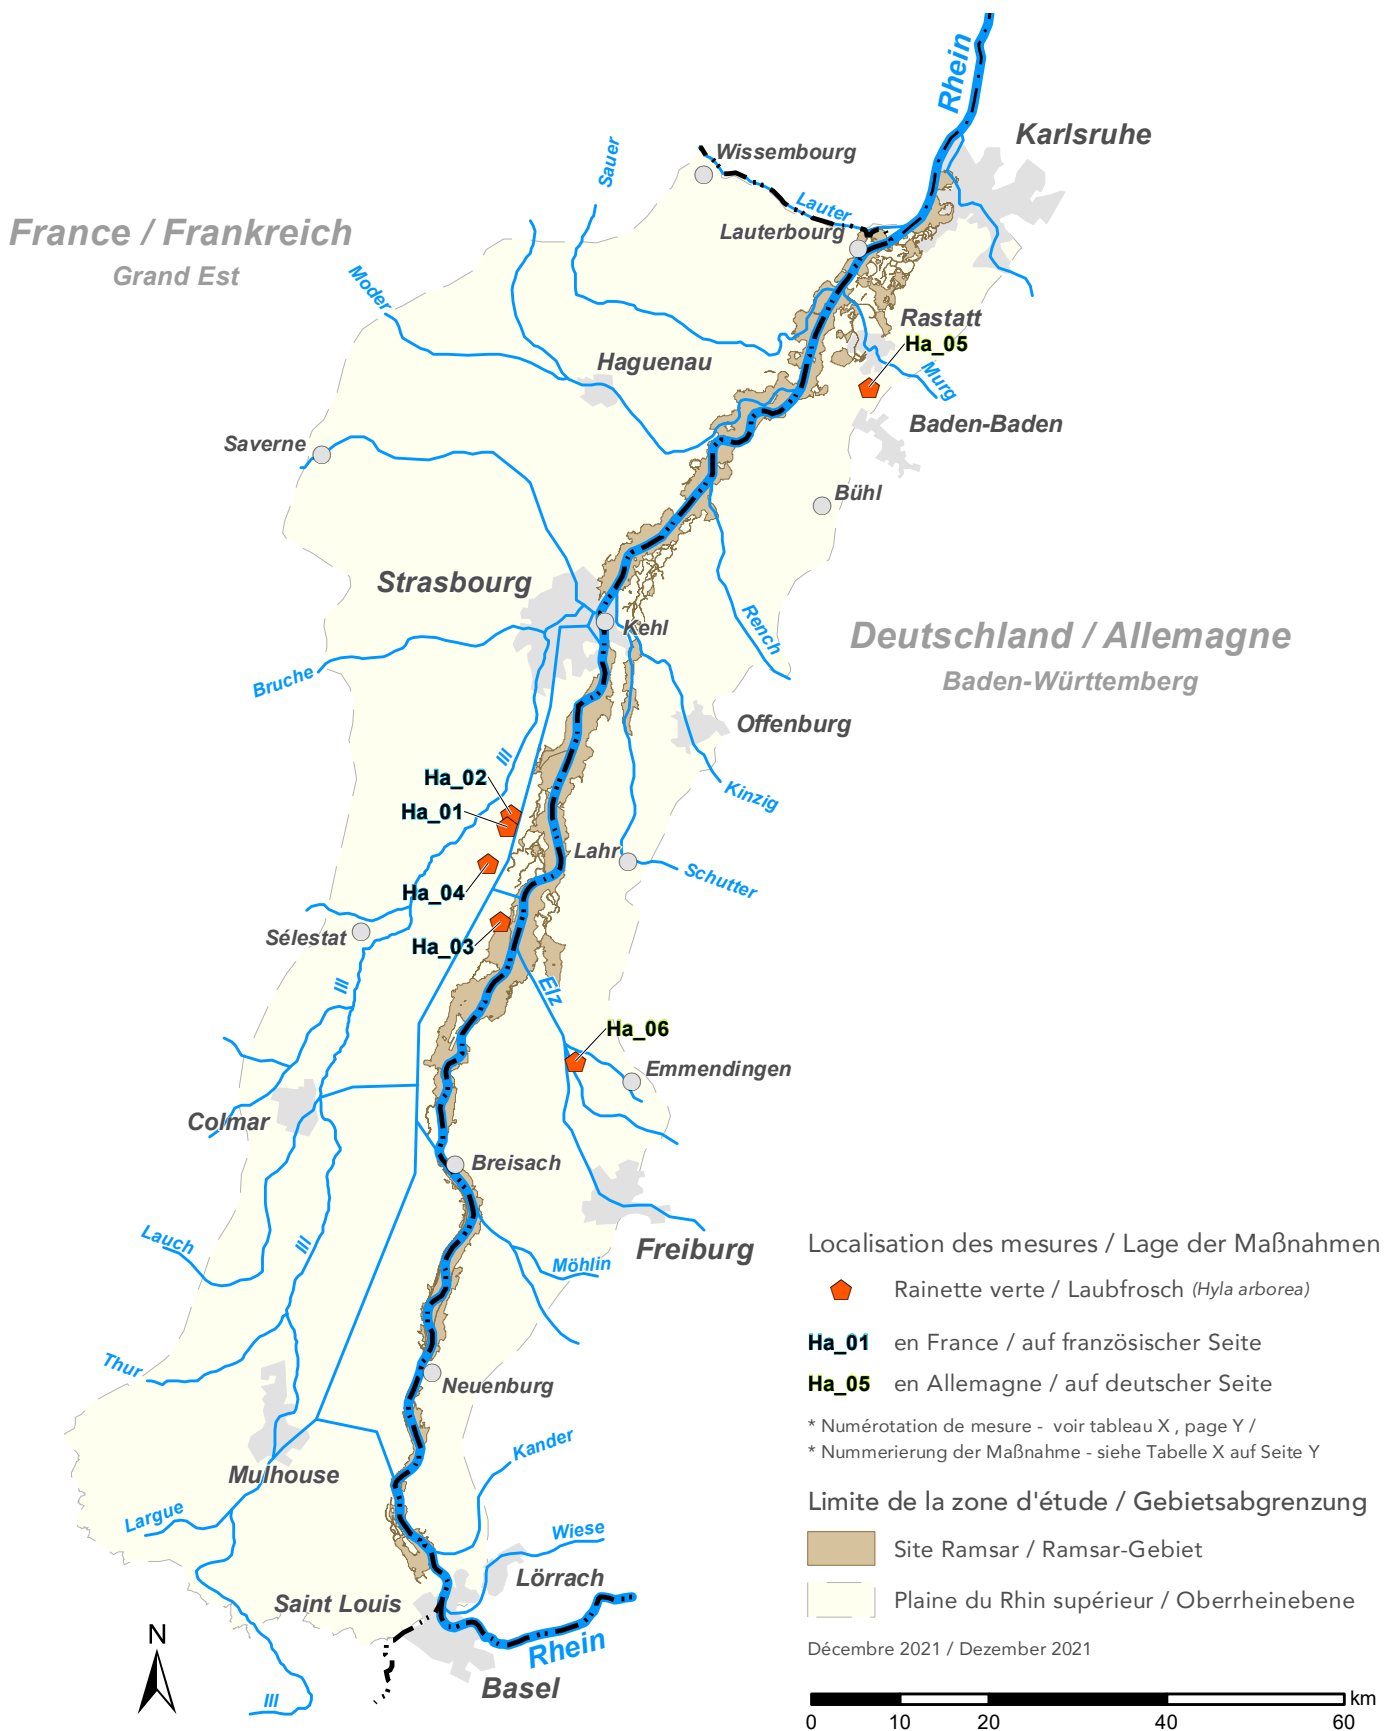 Rhein
Karlsruhe
Wissembourg
Sauer
Lauter
Lauterbourg
France / Frankreich
Grand Est
Moder
Rastatt
Ha_05
Haguenau
Murg
Baden-Baden
Saverne
Bühl
Strasbourg
Kehl
Rench
Deutschland / Allemagne
Baden-Württemberg
Bruche
Offenburg
Ill
Ha_02
Kinzig
Ha_01
Lahr
Schutter
Ha_04
Sélestat
Ha_03
Ill
Elz
Ha_06
Emmendingen
Colmar
Breisach
Lauch
Ill
Freiburg
Möhlin
Thur
Neuenburg
Kander
Mulhouse
Largue
Wiese
Lörrach
Saint Louis
Rhein
Basel
Ill
N
Localisation des mesures / Lage der Maßnahmen
Rainette verte / Laubfrosch (Hyla arborea)
Ha_01 en France / auf französischer Seite
Ha_05 en Allemagne / auf deutscher Seite
* Numérotation de mesure - voir tableau X , page Y /
* Nummerierung der Maßnahme - siehe Tabelle X auf Seite Y
Limite de la zone d'étude / Gebietsabgrenzung
Site Ramsar / Ramsar-Gebiet
Plaine du Rhin supérieur / Oberrheinebene
Décembre 2021 / Dezember 2021
km
0 10 20 40 60